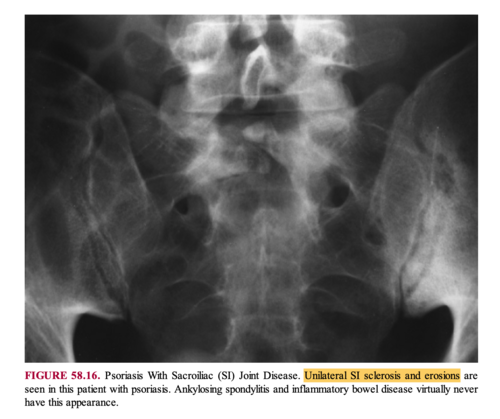 FIGURE 58.16. Psoriasis With Sacroiliac (SI) Joint Disease. Unilateral SI sclerosis and erosions are
seen in this patient with psoriasis. Ankylosing spondylitis and inflammatory bowel disease virtually never
have this appearance.